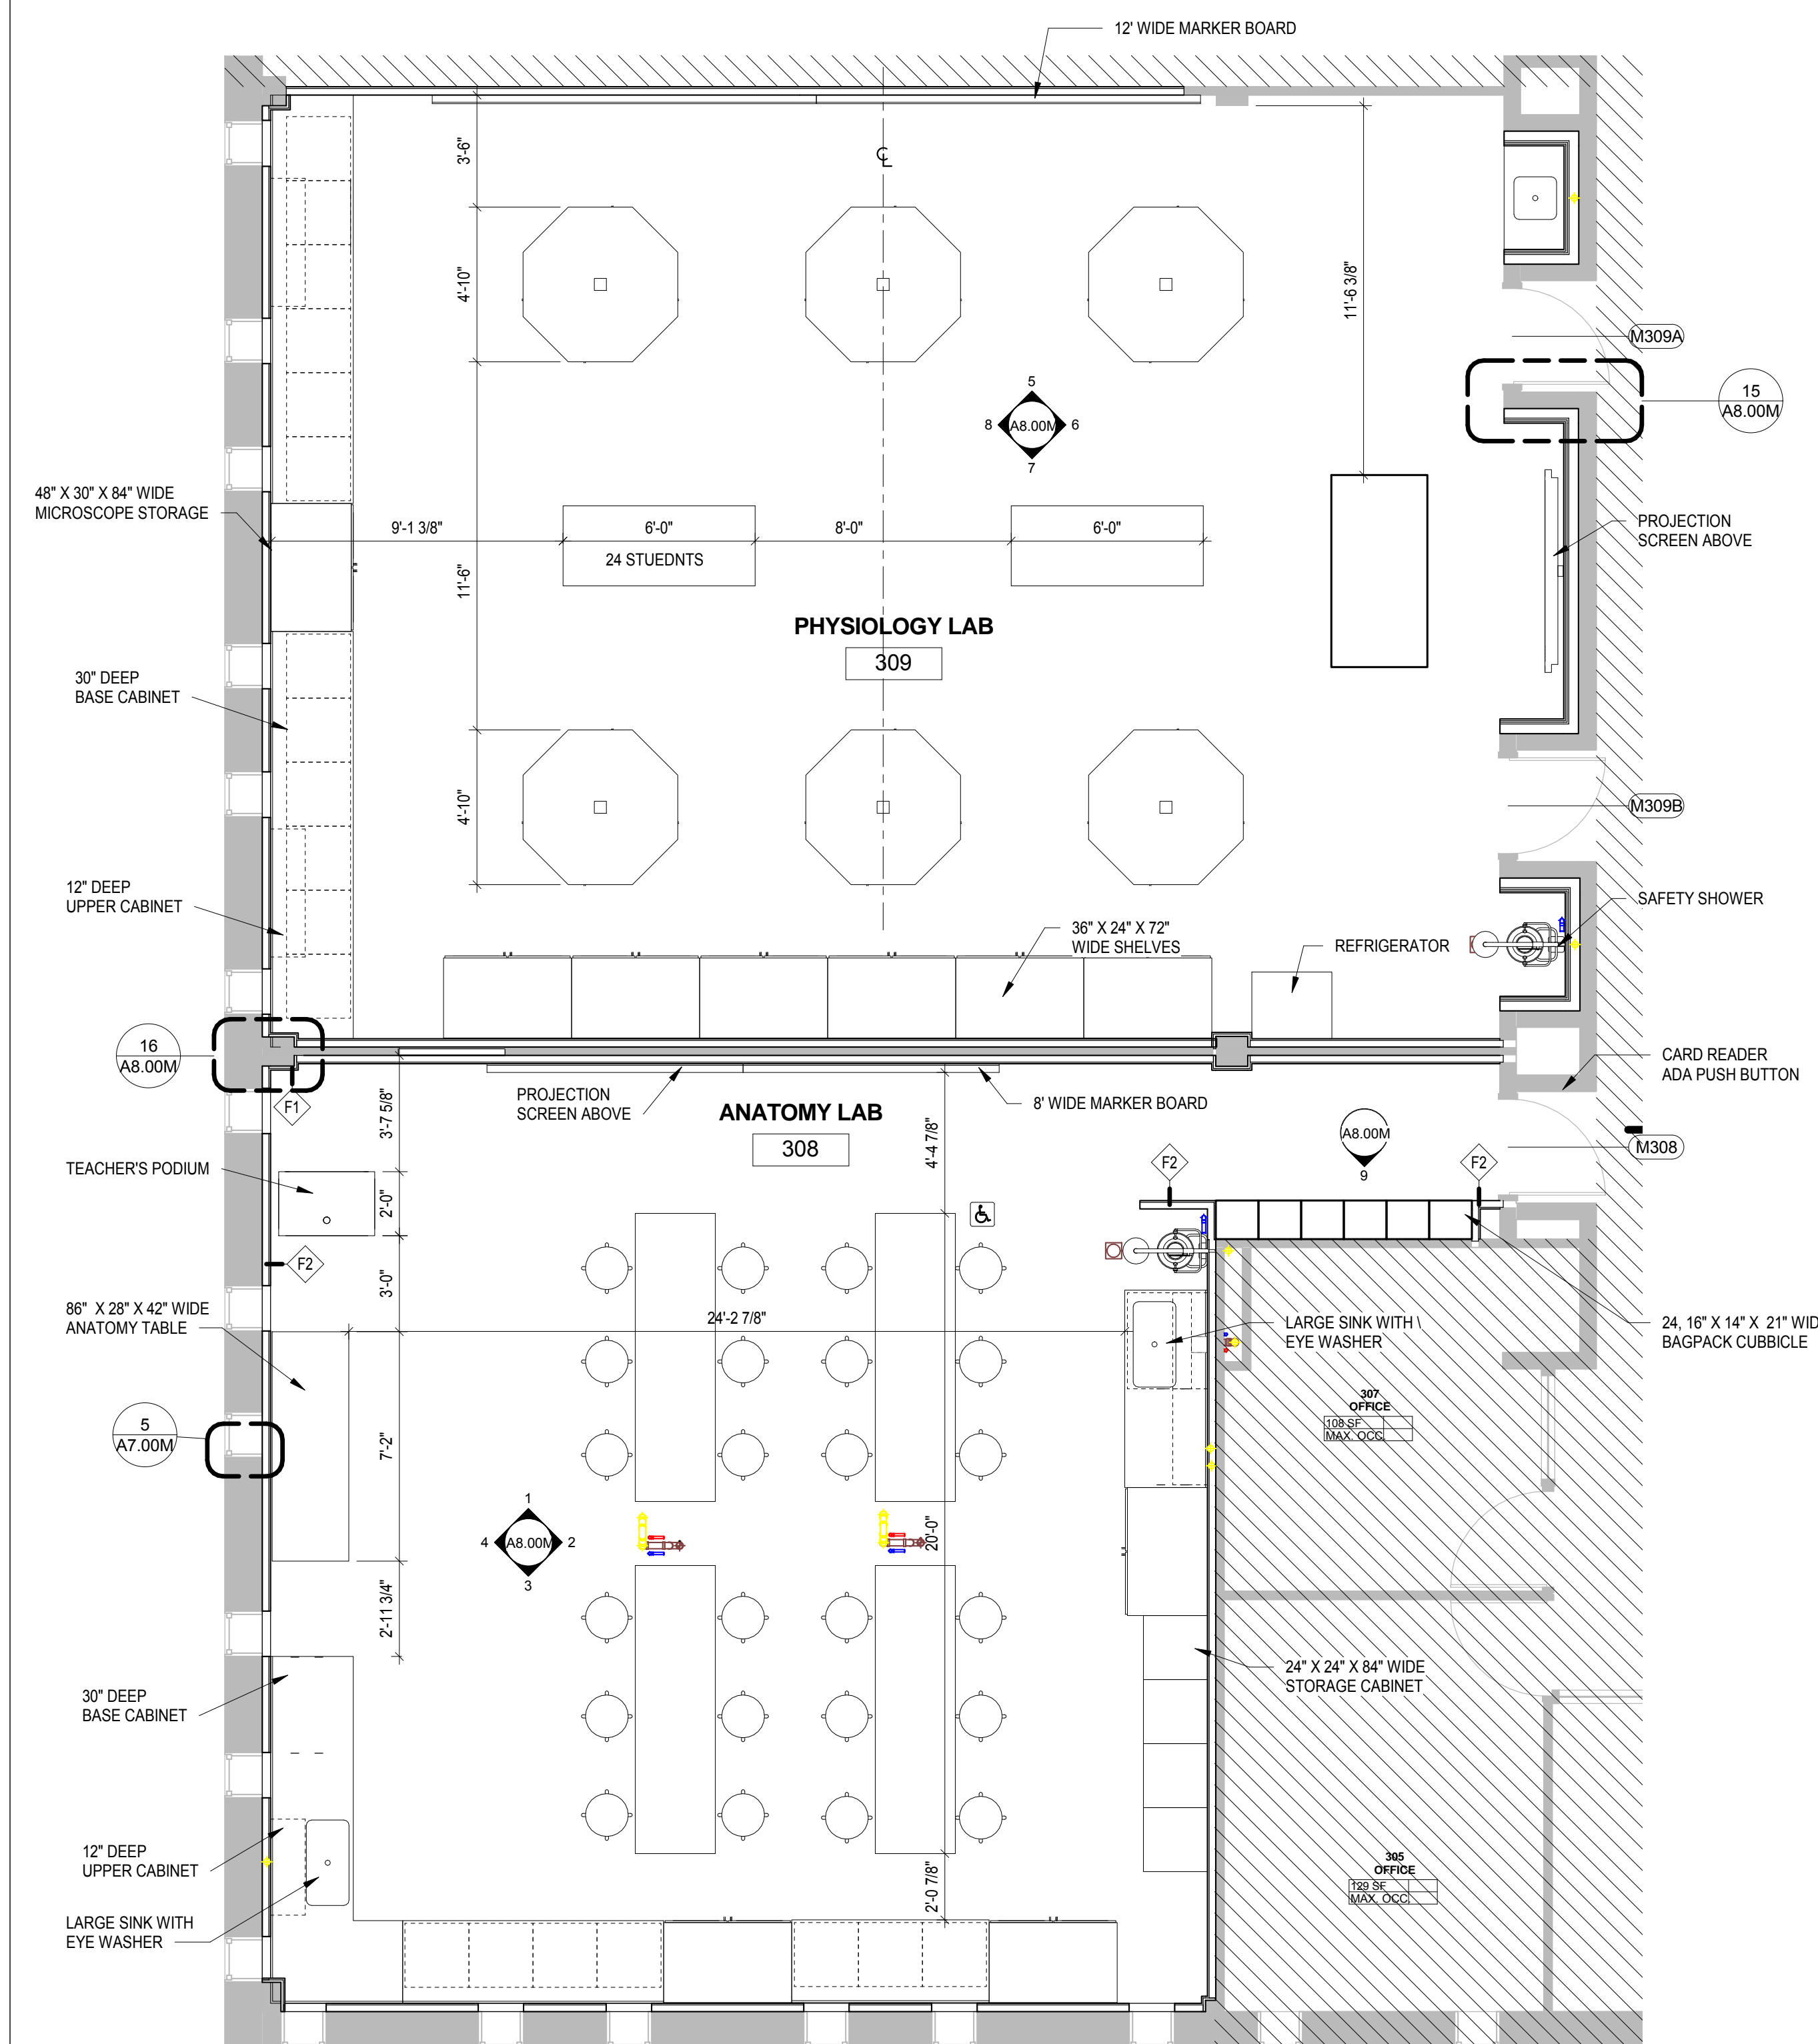 12' WIDE MARKER BOARD
3'-6"
℄
4'-10"
11'-6 3/8"
M309A
5
8
A8.00M
6
7
15
A8.00M
48" X 30" X 84" WIDE
MICROSCOPE STORAGE
9'-1 3/8"
6'-0"
8'-0"
6'-0"
24 STUEDNTS
PROJECTION
SCREEN ABOVE
11'-6"
PHYSIOLOGY LAB
309
30" DEEP
BASE CABINET
4'-10"
M309B
12" DEEP
UPPER CABINET
SAFETY SHOWER
36" X 24" X 72"
WIDE SHELVES
REFRIGERATOR
16
A8.00M
CARD READER
ADA PUSH BUTTON
F1
PROJECTION
SCREEN ABOVE
8' WIDE MARKER BOARD
ANATOMY LAB
308
3'-7 5/8"
4'-4 7/8"
A8.00M
9
M308
TEACHER'S PODIUM
F2
F2
2'-0"
F2
3'-0"
86" X 28" X 42" WIDE
ANATOMY TABLE
24'-2 7/8"
LARGE SINK WITH \
EYE WASHER
24, 16" X 14" X 21" WID
BAGPACK CUBBICLE
307
OFFICE
108 SF
MAX. OCC
5
A7.00M
7'-2"
1
4
A8.00M
2
3
20'-0"
2'-11 3/4"
24" X 24" X 84" WIDE
STORAGE CABINET
30" DEEP
BASE CABINET
12" DEEP
UPPER CABINET
305
OFFICE
129 SF
MAX. OCC
2'-0 7/8"
LARGE SINK WITH
EYE WASHER